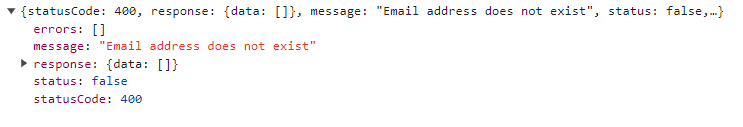 ▼ {statusCode: 400, response: {data: []}, message: "Email address does not exist", status: false,…}
errors: []
message: "Email address does not exist"
▶ response: {data: []}
status: false
statusCode: 400